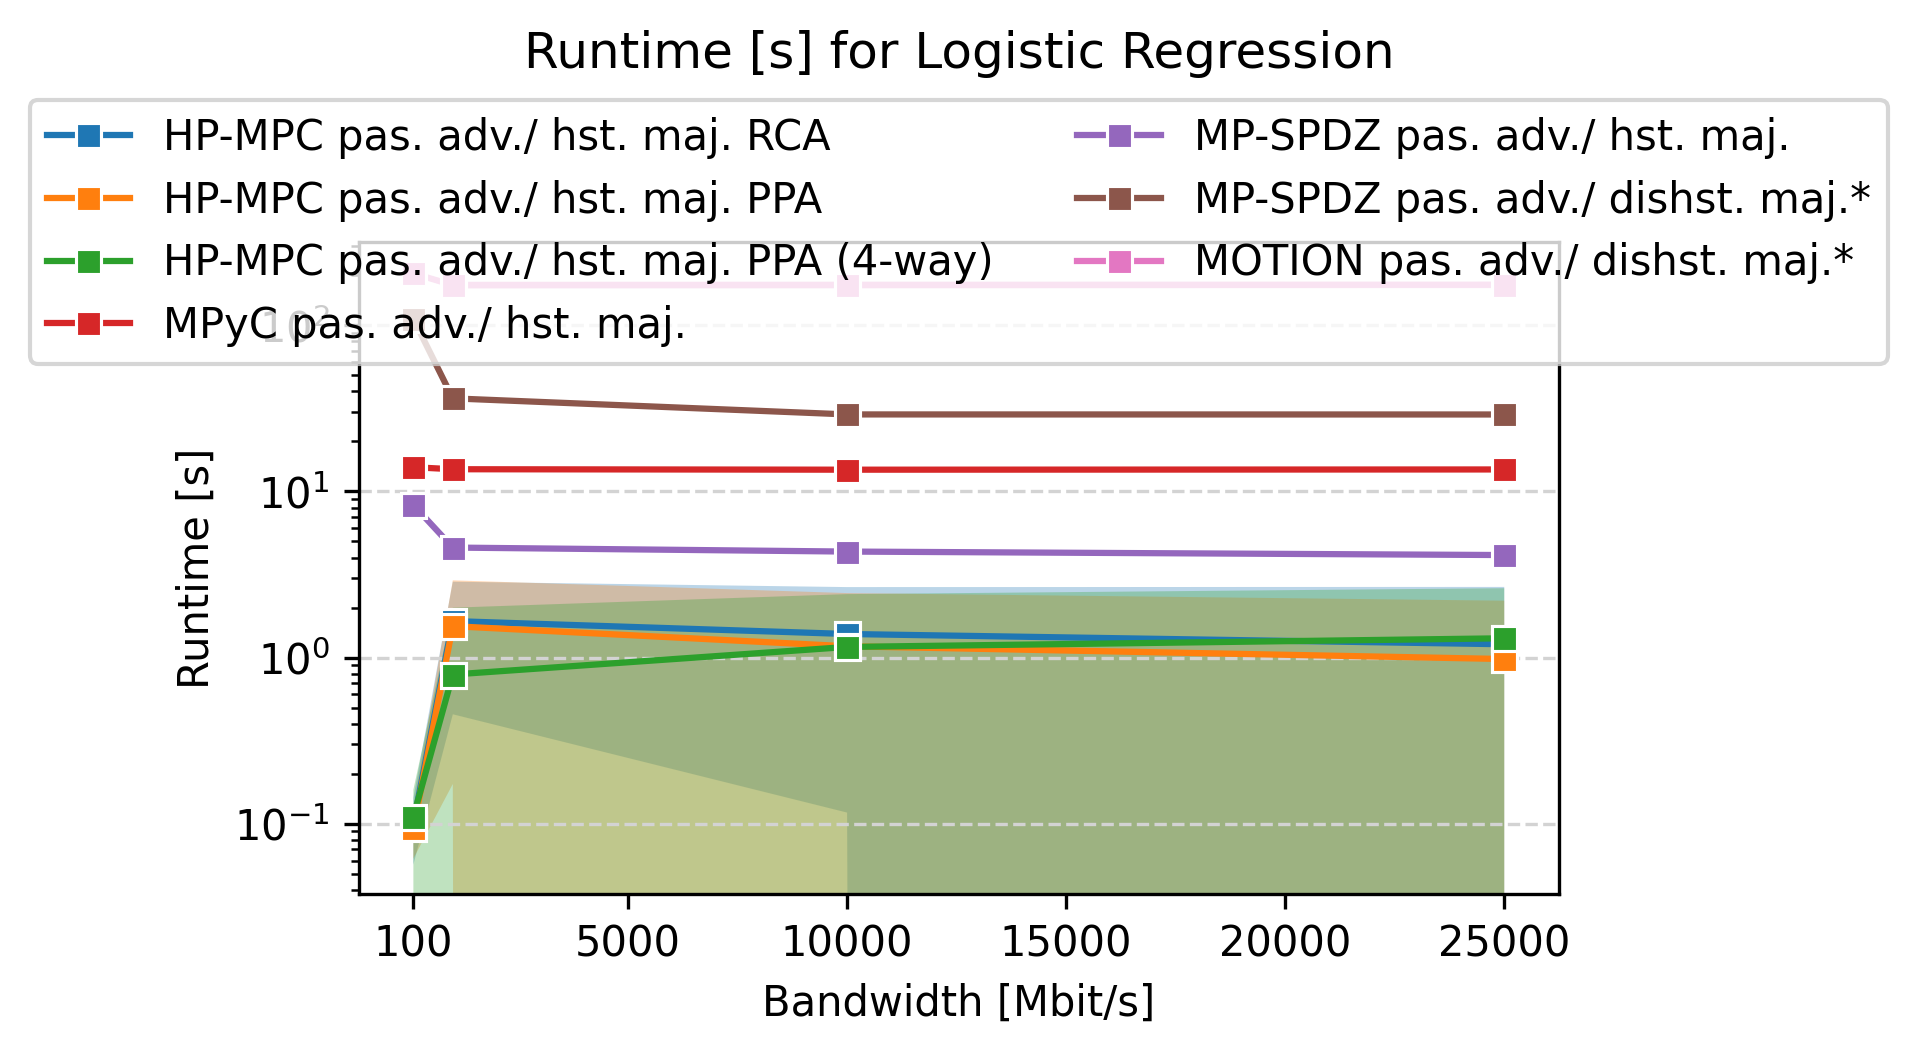 Runtime [s] for Logistic Regression
HP-MPC pas. adv./ hst. maj. RCA
HP-MPC pas. adv./ hst. maj. PPA
HP-MPC pas. adv./ hst. maj. PPA (4-way)
MPyC pas. adv./ hst. maj.
MP-SPDZ pas. adv./ hst. maj.
MP-SPDZ pas. adv./ dishst. maj.*
MOTION pas. adv./ dishst. maj.*
Runtime [s]
10²
10¹
10⁰
10⁻¹
100 5000 10000 15000 20000 25000
Bandwidth [Mbit/s]